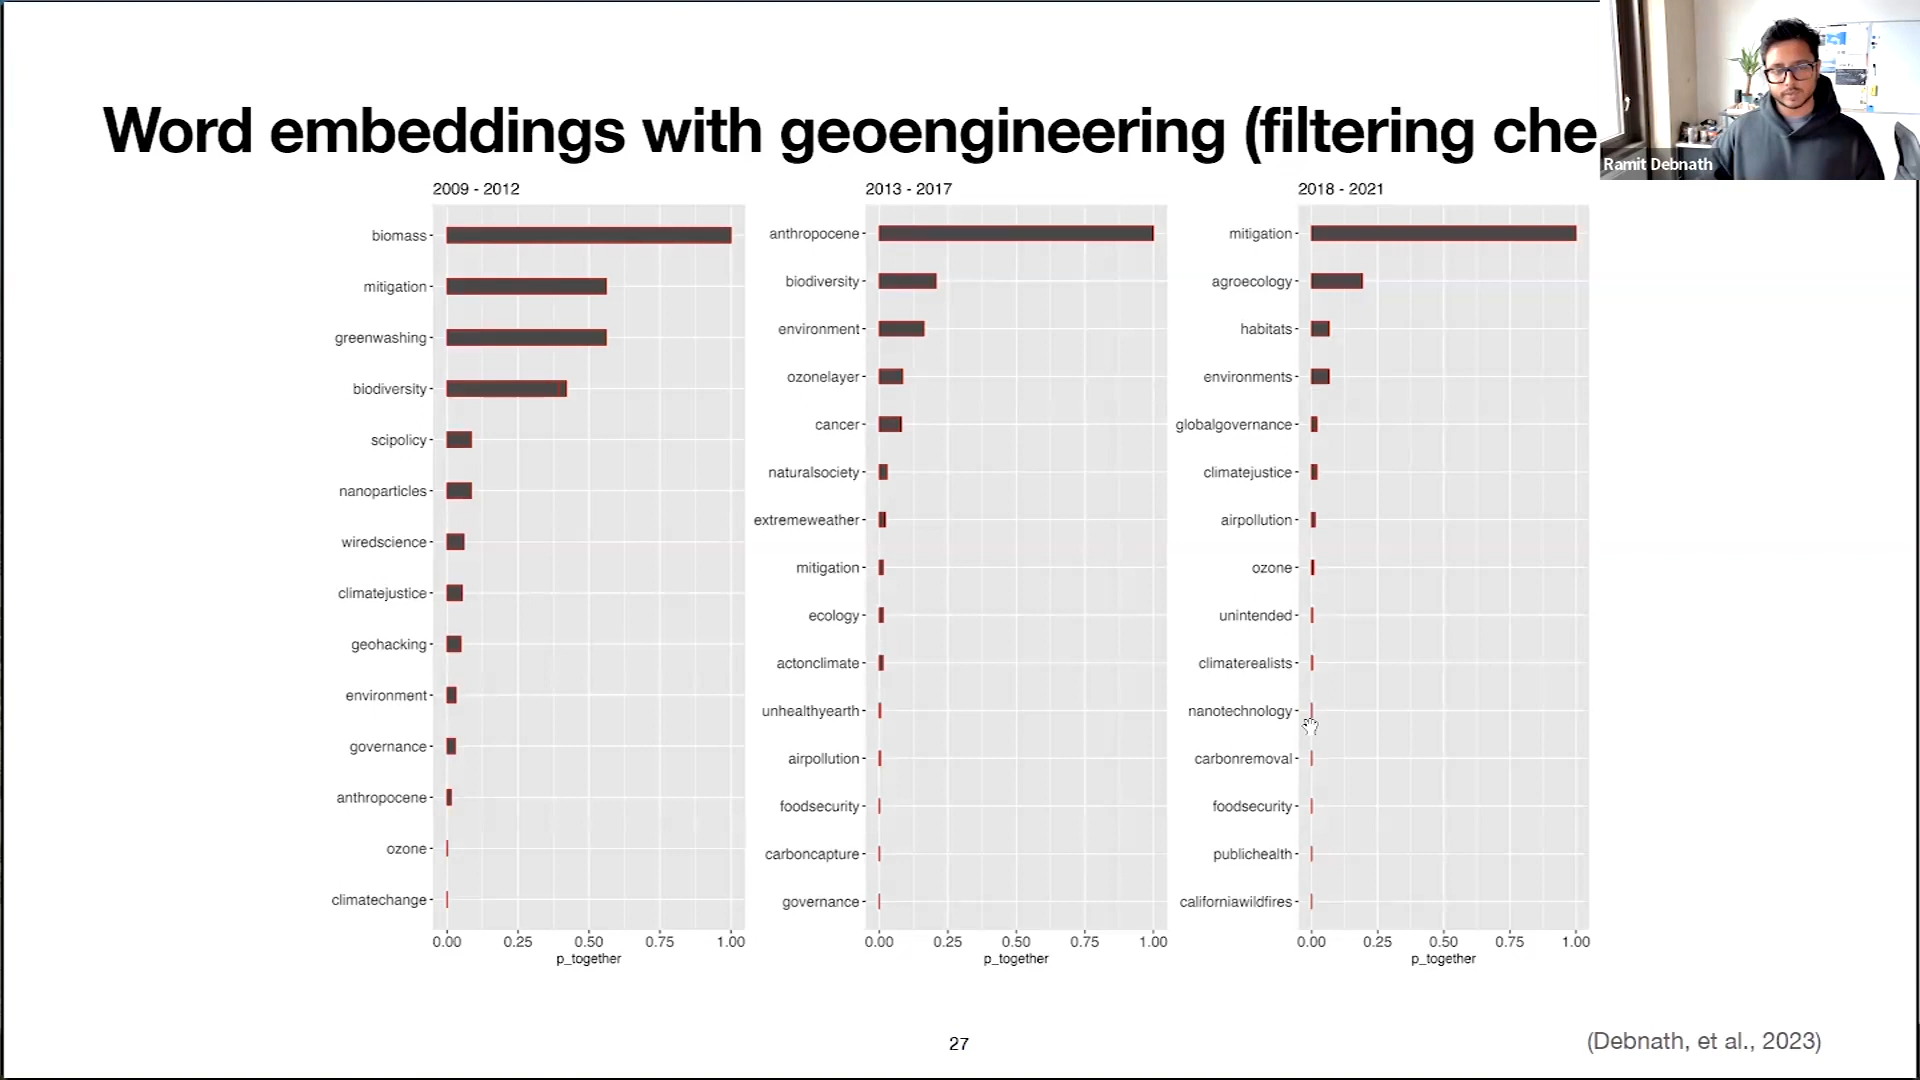 Word embeddings with geoengineering (filtering che
Ramit Debnath
2009 - 2012
biomass
mitigation
greenwashing
biodiversity
scipolicy
nanoparticles
wiredscience
climatejustice
geohacking
environment
governance
anthropocene
ozone
climatechange
0.00 0.25 0.50 0.75 1.00
p_together
2013 - 2017
anthropocene
biodiversity
environment
ozonelayer
cancer
naturalsociety
extremeweather
mitigation
ecology
actonclimate
unhealthyearth
airpollution
foodsecurity
carboncapture
governance
0.00 0.25 0.50 0.75 1.00
p_together
2018 - 2021
mitigation
agroecology
habitats
environments
globalgovernance
climatejustice
airpollution
ozone
unintended
climaterealists
nanotechnology
carbonremoval
foodsecurity
publichealth
californiawildfires
0.00 0.25 0.50 0.75 1.00
p_together
27
(Debnath, et al., 2023)